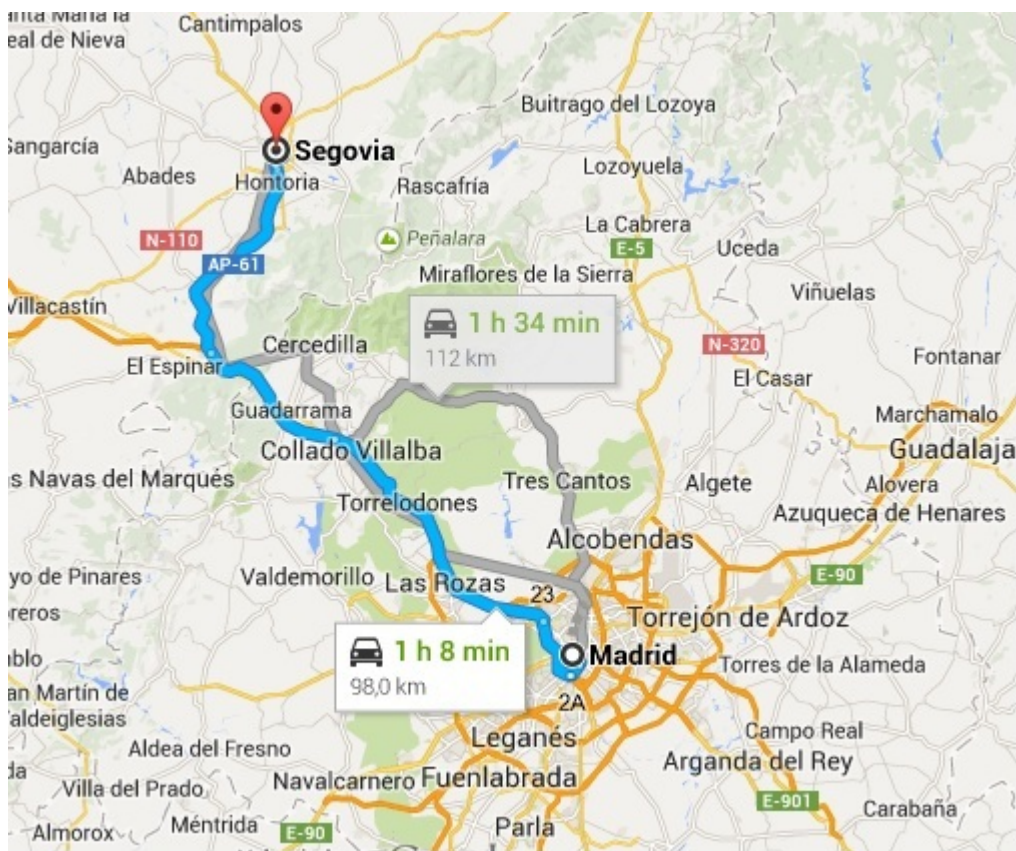 Cantimpalos
eal de Nieva
Buitrago del Lozoya
Sangarcía
Segovia
Lozoyuela
Abades
Hontoria
Rascafría
La Cabrera
N-110
Peñalara
E-5
Uceda
AP-61
Miraflores de la Sierra
Viñuelas
Villacastín
1 h 34 min
112 km
Cercedilla
N-320
Fontanar
El Espinar
El Casar
Guadarrama
Marchamalo
Collado Villalba
Guadalaja
as Navas del Marqués
Tres Cantos
Algete
Alovera
Torrelodones
Azuqueca de Henares
Alcobendas
yo de Pinares
Valdemorillo
Las Rozas
23
E-90
reros
Torrejón de Ardoz
1 h 8 min
98,0 km
Madrid
Torres de la Alameda
ablo
an Martín de
aldeiglesias
2A
Leganés
Campo Real
Aldea del Fresno
Arganda del Rey
da
Villa del Prado
Navalcarnero
Fuenlabrada
E-901
Carabaña
Almorox
Méntrida
E-90
Parla